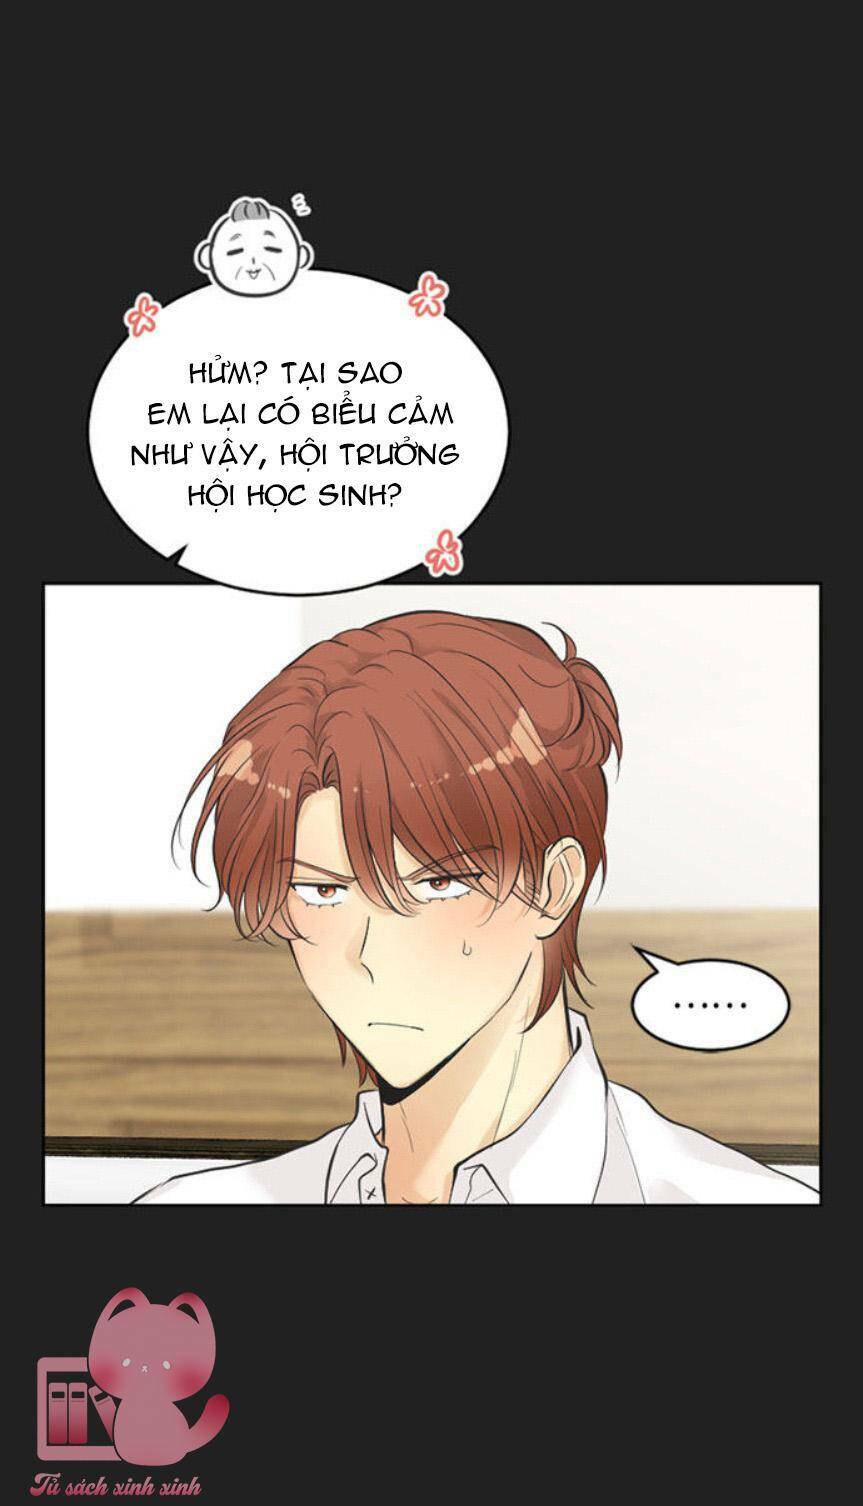 HỬM? TẠI SAO
EM LẠI CÓ BIỂU CẢM
NHƯ VẬY, HỘI TRƯỞNG
HỘI HỌC SINH?
......
Tủ sách xinh xinh